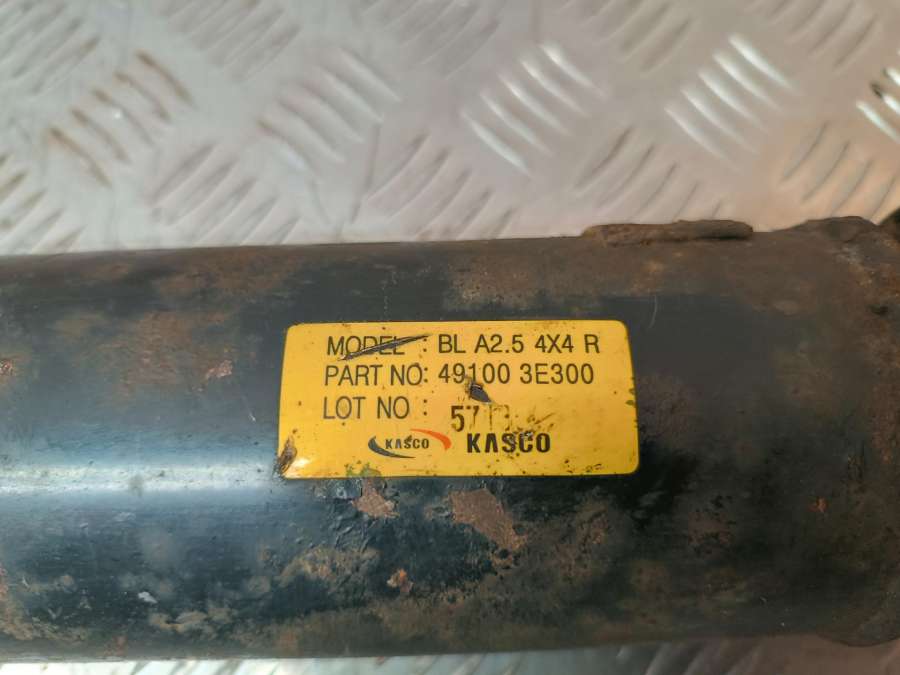 MODEL : BL A2.5 4X4 R
PART NO: 49100 3E300
LOT NO :
KASCO KASCO